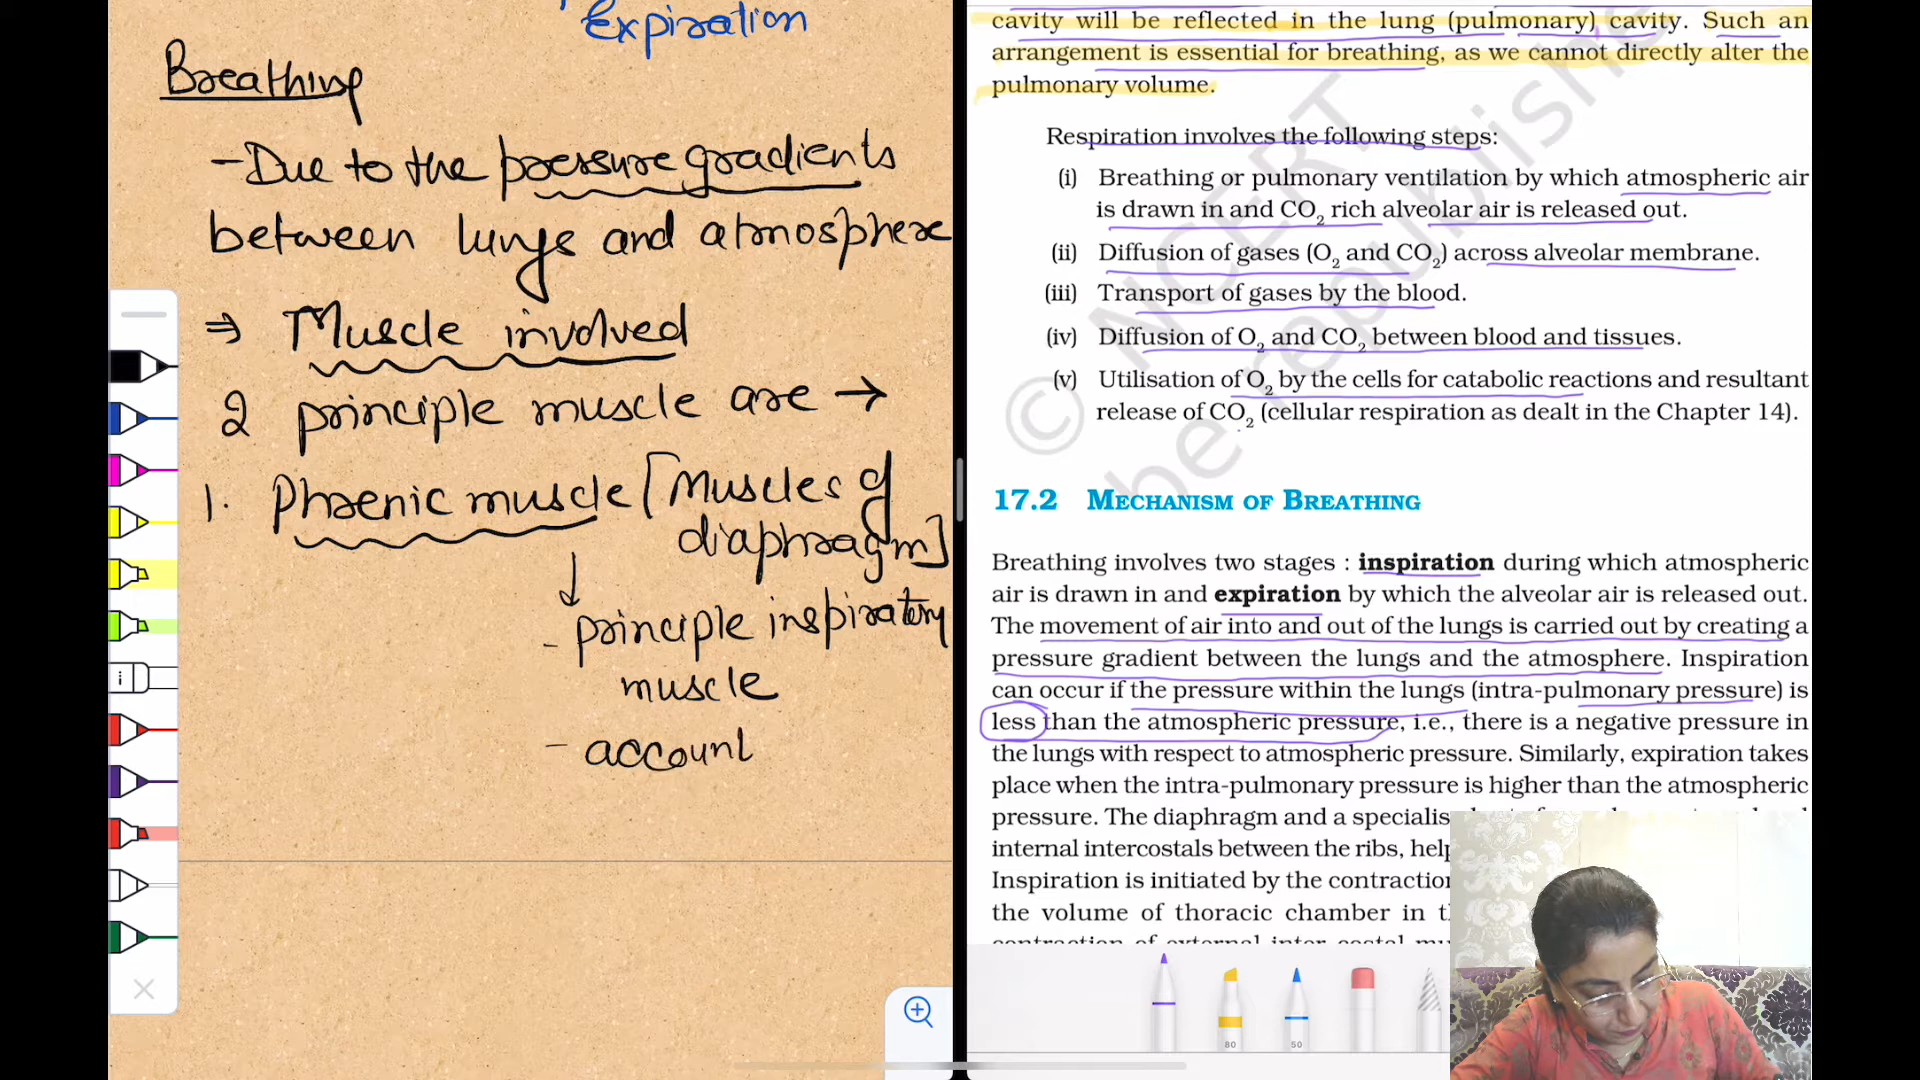 Expiration
Breathing
- Due to the pressure gradients
between lungs and atmosphere
⇒ Muscle involved
2 principle muscle are →
1. Phrenic muscle [Muscles of
diaphragm]
- principle inspiratory
muscle
- account
cavity will be reflected in the lung (pulmonary) cavity. Such an
arrangement is essential for breathing, as we cannot directly alter the
pulmonary volume.
Respiration involves the following steps:
(i) Breathing or pulmonary ventilation by which atmospheric air
is drawn in and CO₂ rich alveolar air is released out.
(ii) Diffusion of gases (O₂ and CO₂) across alveolar membrane.
(iii) Transport of gases by the blood.
(iv) Diffusion of O₂ and CO₂ between blood and tissues.
(v) Utilisation of O₂ by the cells for catabolic reactions and resultant
release of CO₂ (cellular respiration as dealt in the Chapter 14).
17.2 MECHANISM OF BREATHING
Breathing involves two stages : inspiration during which atmospheric
air is drawn in and expiration by which the alveolar air is released out.
The movement of air into and out of the lungs is carried out by creating a
pressure gradient between the lungs and the atmosphere. Inspiration
can occur if the pressure within the lungs (intra-pulmonary pressure) is
less than the atmospheric pressure, i.e., there is a negative pressure in
the lungs with respect to atmospheric pressure. Similarly, expiration takes
place when the intra-pulmonary pressure is higher than the atmospheric
pressure. The diaphragm and a specialis
internal intercostals between the ribs, help
Inspiration is initiated by the contraction
the volume of thoracic chamber in t
contraction of external inter-costal mu
© NCERT
be republishe
80
50